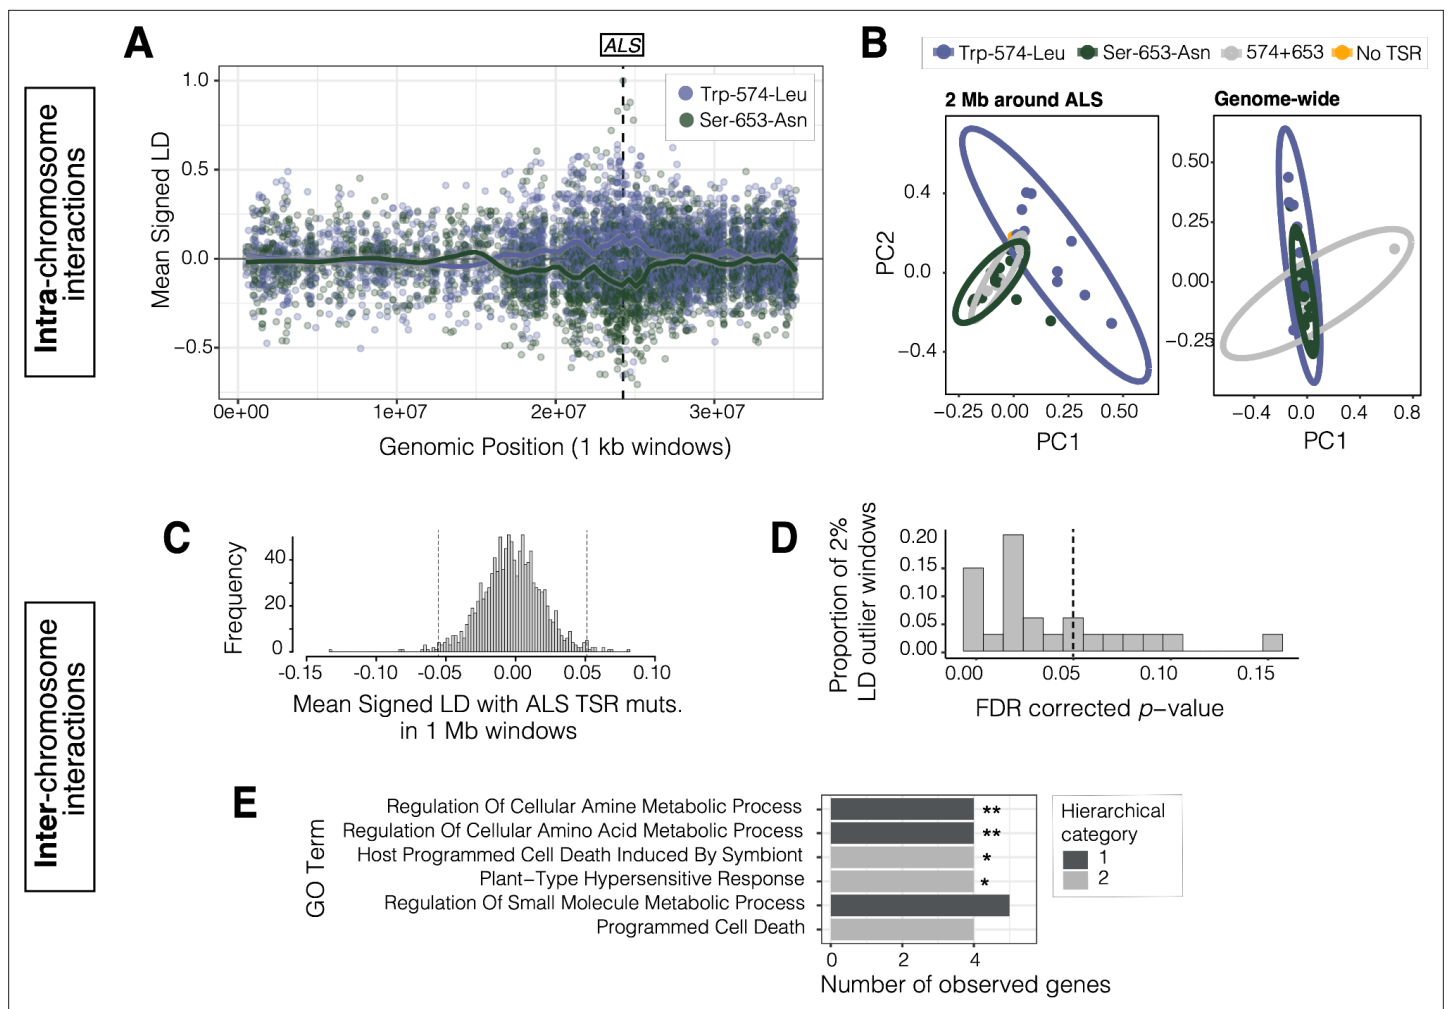 Intra-chromosome
interactions
A
ALS
Mean Signed LD
1.0
0.5
0.0
−0.5
Trp-574-Leu
Ser-653-Asn
0e+00 1e+07 2e+07 3e+07
Genomic Position (1 kb windows)
B
Trp-574-Leu Ser-653-Asn 574+653 No TSR
2 Mb around ALS
PC2
0.4
0.0
−0.4
−0.25 0.00 0.25 0.50
PC1
Genome-wide
0.50
0.25
0.00
−0.25
−0.4 0.0 0.4 0.8
PC1
Inter-chromosome
interactions
C
Frequency
40
20
0
-0.15 -0.10 -0.05 0.00 0.05 0.10
Mean Signed LD with ALS TSR muts.
in 1 Mb windows
D
Proportion of 2%
LD outlier windows
0.20
0.15
0.10
0.05
0.00
0.00 0.05 0.10 0.15
FDR corrected p−value
E
GO Term
Regulation Of Cellular Amine Metabolic Process **
Regulation Of Cellular Amino Acid Metabolic Process **
Host Programmed Cell Death Induced By Symbiont *
Plant−Type Hypersensitive Response *
Regulation Of Small Molecule Metabolic Process
Programmed Cell Death
0 2 4
Number of observed genes
Hierarchical
category
1
2